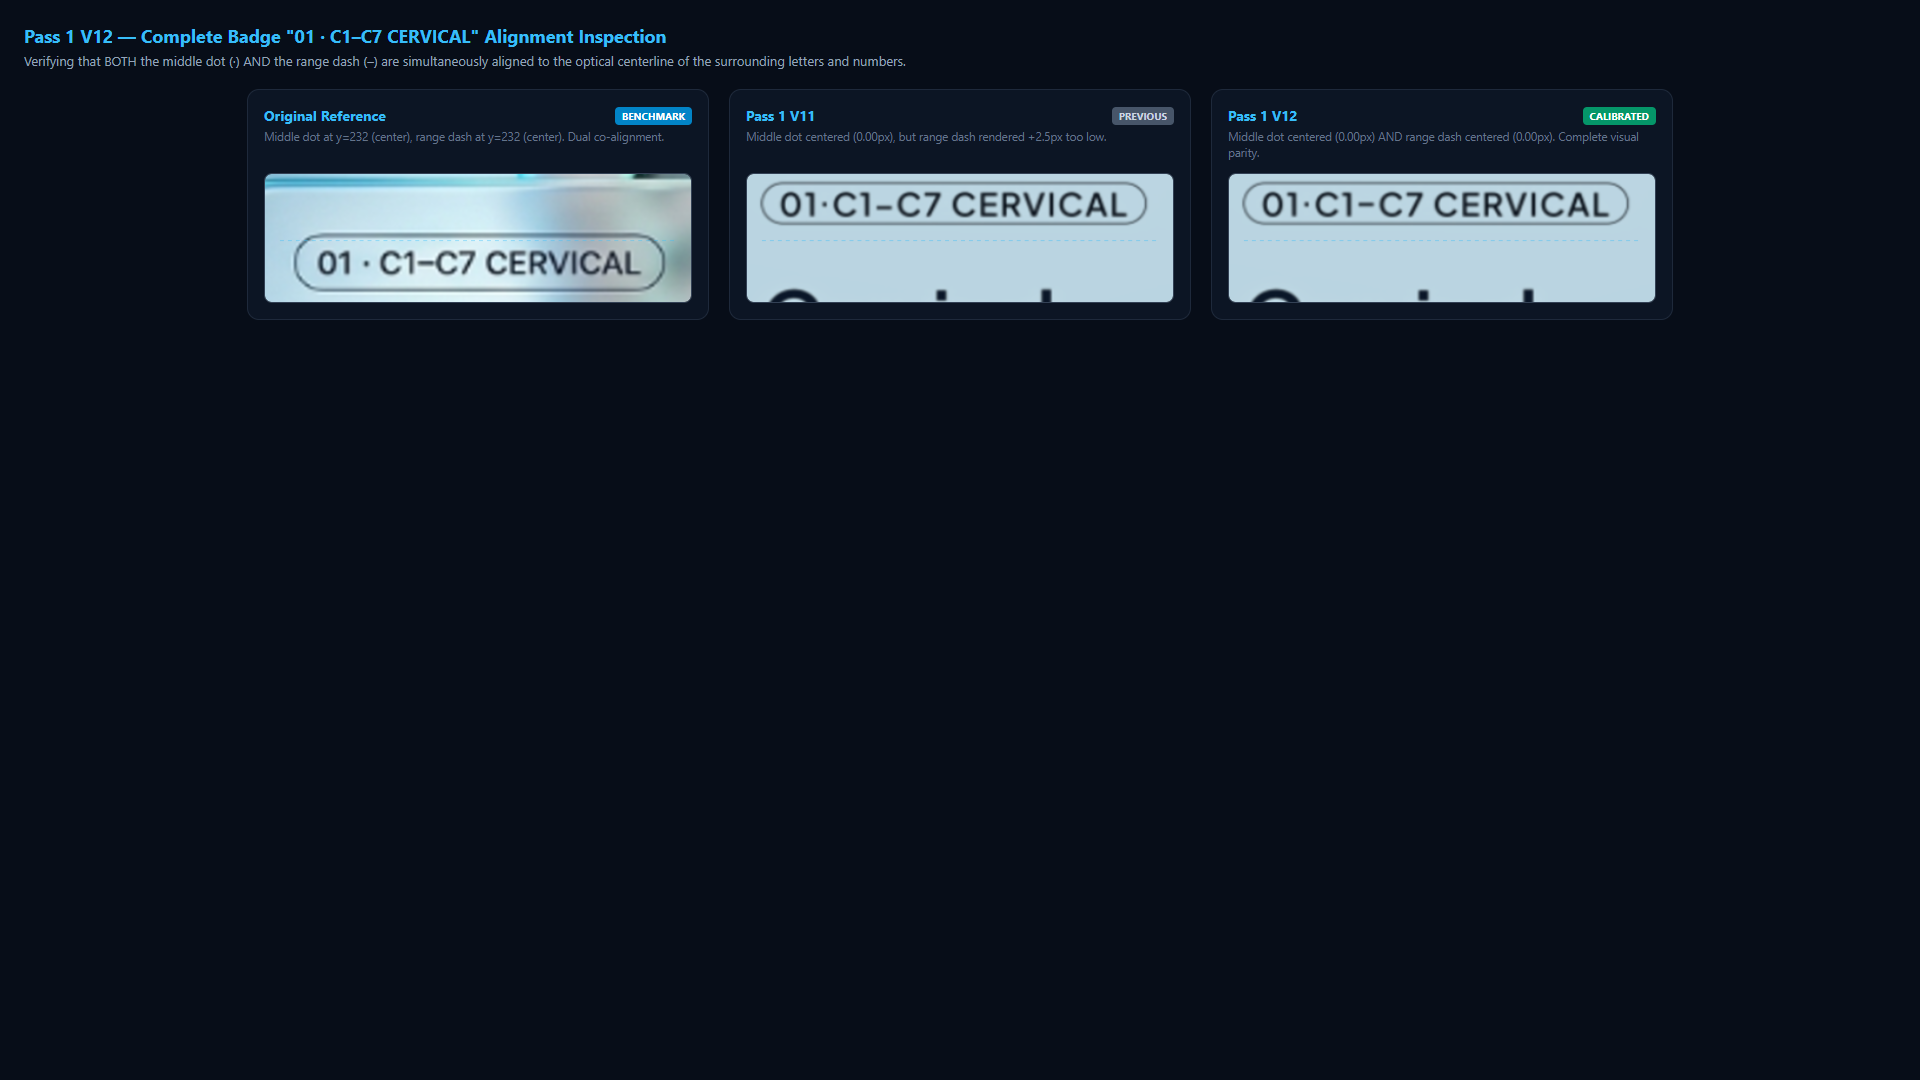 Pass 1 V12 — Complete Badge "01 · C1–C7 CERVICAL" Alignment Inspection
Verifying that BOTH the middle dot (·) AND the range dash (–) are simultaneously aligned to the optical centerline of the surrounding letters and numbers.
Original Reference
BENCHMARK
Middle dot at y=232 (center), range dash at y=232 (center). Dual co-alignment.
01 · C1–C7 CERVICAL
Pass 1 V11
PREVIOUS
Middle dot centered (0.00px), but range dash rendered +2.5px too low.
01·C1–C7 CERVICAL
Pass 1 V12
CALIBRATED
Middle dot centered (0.00px) AND range dash centered (0.00px). Complete visual
parity.
01·C1–C7 CERVICAL